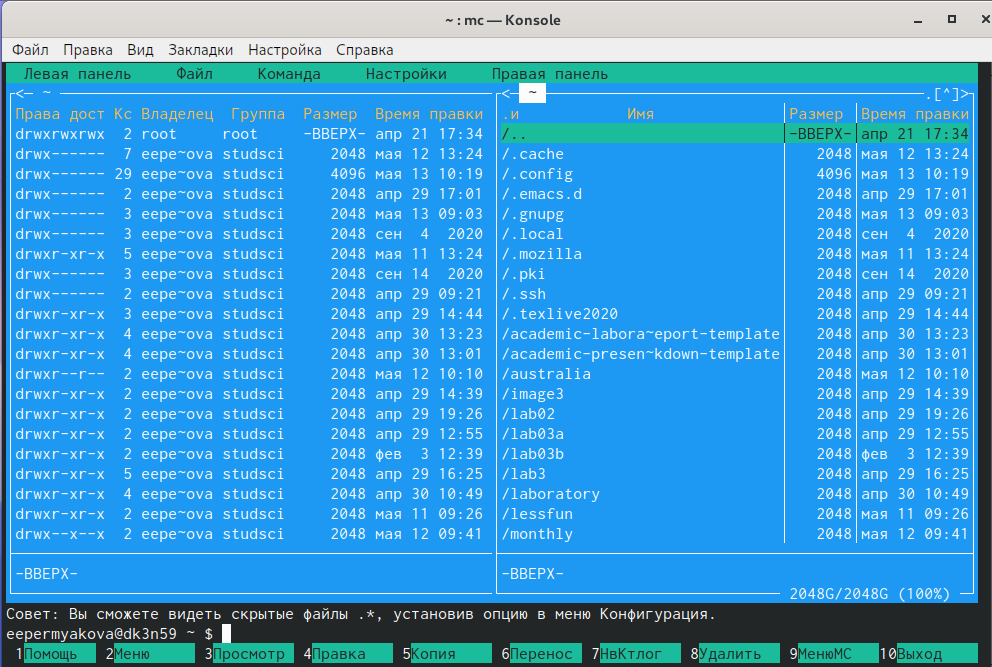 ~ : mc — Konsole
Файл Правка Вид Закладки Настройка Справка
Левая панель Файл Команда Настройки Правая панель
<─ ~ ─ <─ ~ ─ .[^]>
Права дост Кс Владелец Группа Размер Время правки .и Имя Размер Время правки
drwxrwxrwx 2 root root -ВВЕРХ- апр 21 17:34 /.. -ВВЕРХ- апр 21 17:34
drwx------ 7 eepe~ova studsci 2048 мая 12 13:24 /.cache 2048 мая 12 13:24
drwx------ 29 eepe~ova studsci 4096 мая 13 10:19 /.config 4096 мая 13 10:19
drwx------ 2 eepe~ova studsci 2048 апр 29 17:01 /.emacs.d 2048 апр 29 17:01
drwx------ 3 eepe~ova studsci 2048 мая 13 09:03 /.gnupg 2048 мая 13 09:03
drwx------ 3 eepe~ova studsci 2048 сен 4 2020 /.local 2048 сен 4 2020
drwxr-xr-x 5 eepe~ova studsci 2048 мая 11 13:24 /.mozilla 2048 мая 11 13:24
drwx------ 3 eepe~ova studsci 2048 сен 14 2020 /.pki 2048 сен 14 2020
drwx------ 2 eepe~ova studsci 2048 апр 29 09:21 /.ssh 2048 апр 29 09:21
drwxr-xr-x 3 eepe~ova studsci 2048 апр 29 14:44 /.texlive2020 2048 апр 29 14:44
drwxr-xr-x 4 eepe~ova studsci 2048 апр 30 13:23 /academic-labora~eport-template 2048 апр 30 13:23
drwxr-xr-x 4 eepe~ova studsci 2048 апр 30 13:01 /academic-presen~kdown-template 2048 апр 30 13:01
drwxr--r-- 2 eepe~ova studsci 2048 мая 12 10:10 /australia 2048 мая 12 10:10
drwxr-xr-x 2 eepe~ova studsci 2048 апр 29 14:39 /image3 2048 апр 29 14:39
drwxr-xr-x 2 eepe~ova studsci 2048 апр 29 19:26 /lab02 2048 апр 29 19:26
drwxr-xr-x 2 eepe~ova studsci 2048 апр 29 12:55 /lab03a 2048 апр 29 12:55
drwxr-xr-x 2 eepe~ova studsci 2048 фев 3 12:39 /lab03b 2048 фев 3 12:39
drwxr-xr-x 5 eepe~ova studsci 2048 апр 29 16:25 /lab3 2048 апр 29 16:25
drwxr-xr-x 4 eepe~ova studsci 2048 апр 30 10:49 /laboratory 2048 апр 30 10:49
drwxr-xr-x 2 eepe~ova studsci 2048 мая 11 09:26 /lessfun 2048 мая 11 09:26
drwx--x--x 2 eepe~ova studsci 2048 мая 12 09:41 /monthly 2048 мая 12 09:41
-ВВЕРХ- -ВВЕРХ-
2048G/2048G (100%)
Совет: Вы сможете видеть скрытые файлы .*, установив опцию в меню Конфигурация.
eepermyakova@dk3n59 ~ $
1Помощь 2Меню 3Просмотр 4Правка 5Копия 6Перенос 7НвКтлог 8Удалить 9МенюMC 10Выход